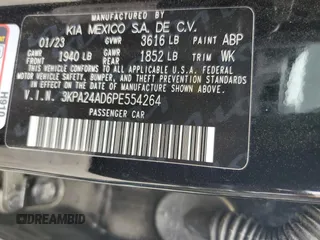 KIA MEXICO S.A. DE C.V.
01/23 GVWR 3616 LB PAINT ABP
GAWR FRONT 1940 LB GAWR REAR 1852 LB TRIM WK
THIS VEHICLE CONFORMS TO ALL APPLICABLE
FEDERAL MOTOR VEHICLE SAFETY, BUMPER, AND
THEFT PREVENTION STANDARDS IN EFFECT ON
THE DATE OF MANUFACTURE SHOWN ABOVE.
V.I.N. 3KPA24AD6PE554264
PASSENGER CAR
H910
DREAMBID